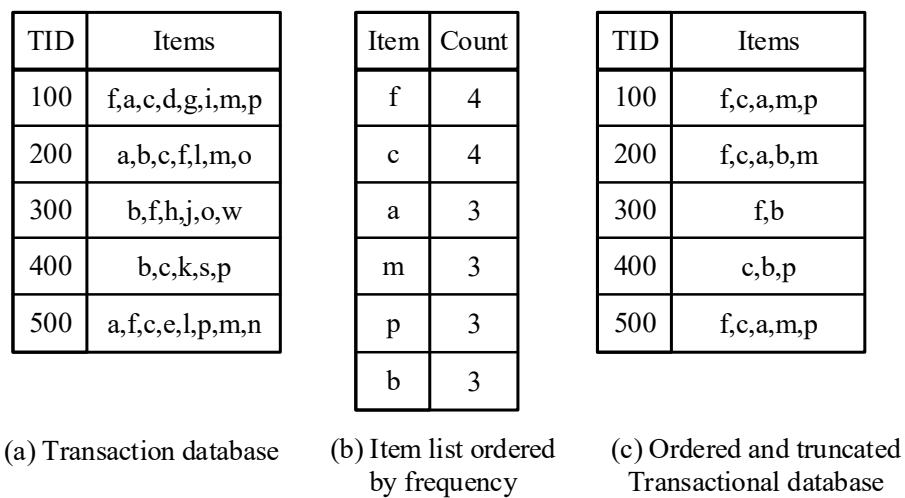 TID Items
100 f,a,c,d,g,i,m,p
200 a,b,c,f,l,m,o
300 b,f,h,j,o,w
400 b,c,k,s,p
500 a,f,c,e,l,p,m,n
(a) Transaction database
Item Count
f 4
c 4
a 3
m 3
p 3
b 3
(b) Item list ordered
by frequency
TID Items
100 f,c,a,m,p
200 f,c,a,b,m
300 f,b
400 c,b,p
500 f,c,a,m,p
(c) Ordered and truncated
Transactional database